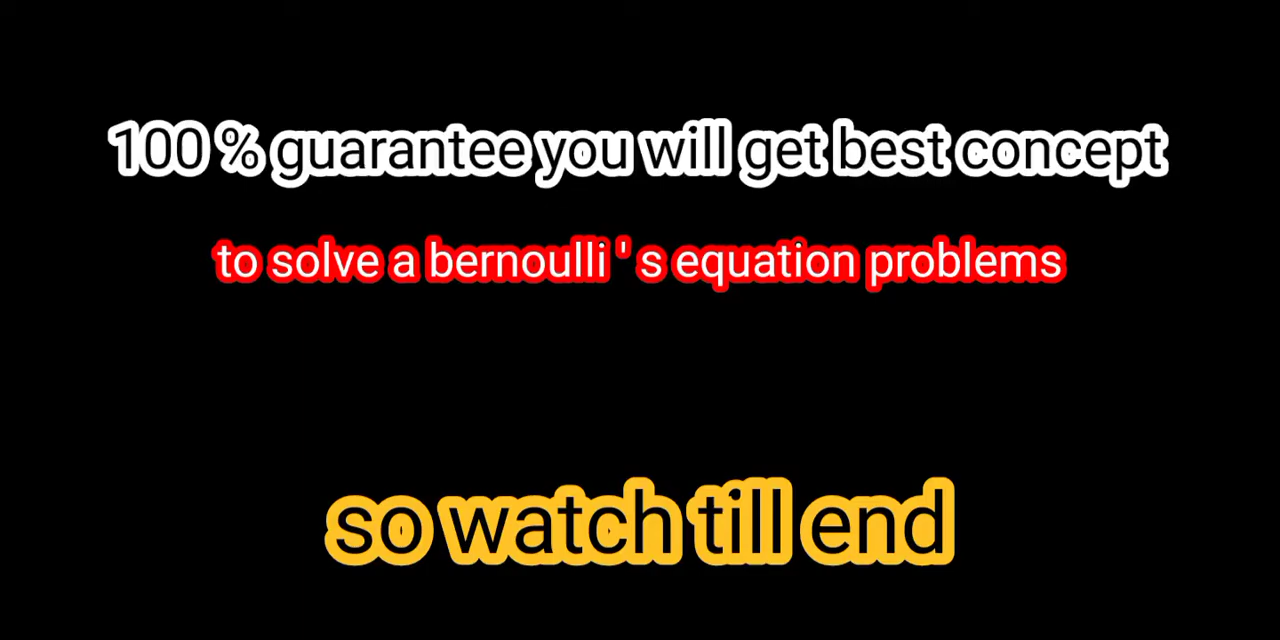 100 % guarantee you will get best concept
to solve a bernoulli ' s equation problems
so watch till end